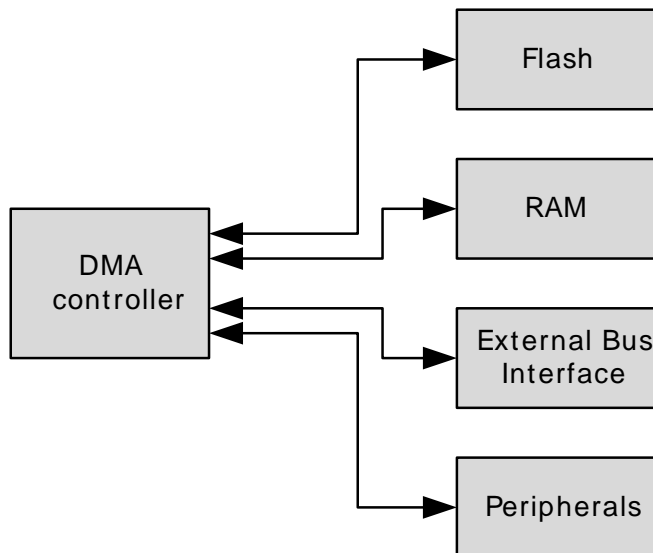 Flash
RAM
DMA
controller
External Bus
Interface
Peripherals